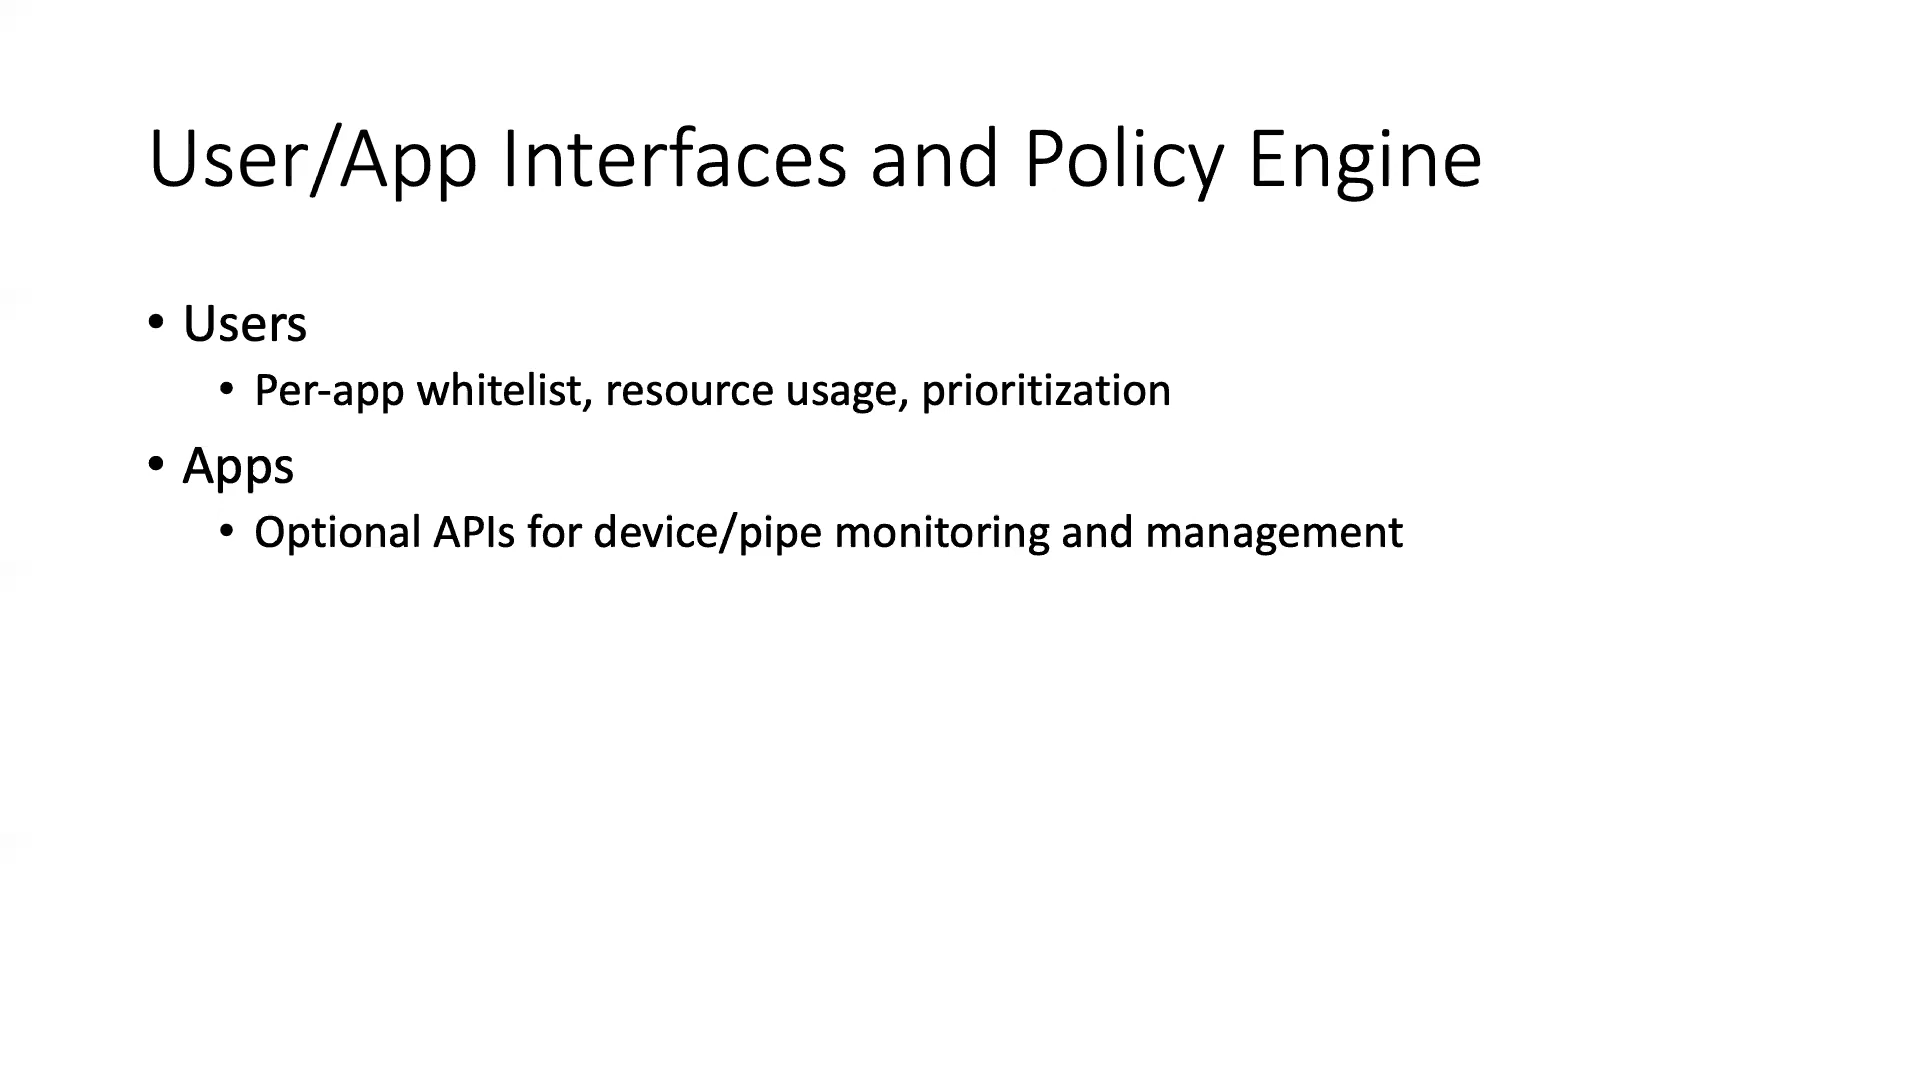 User/App Interfaces and Policy Engine
• Users
• Per-app whitelist, resource usage, prioritization
• Apps
• Optional APIs for device/pipe monitoring and management